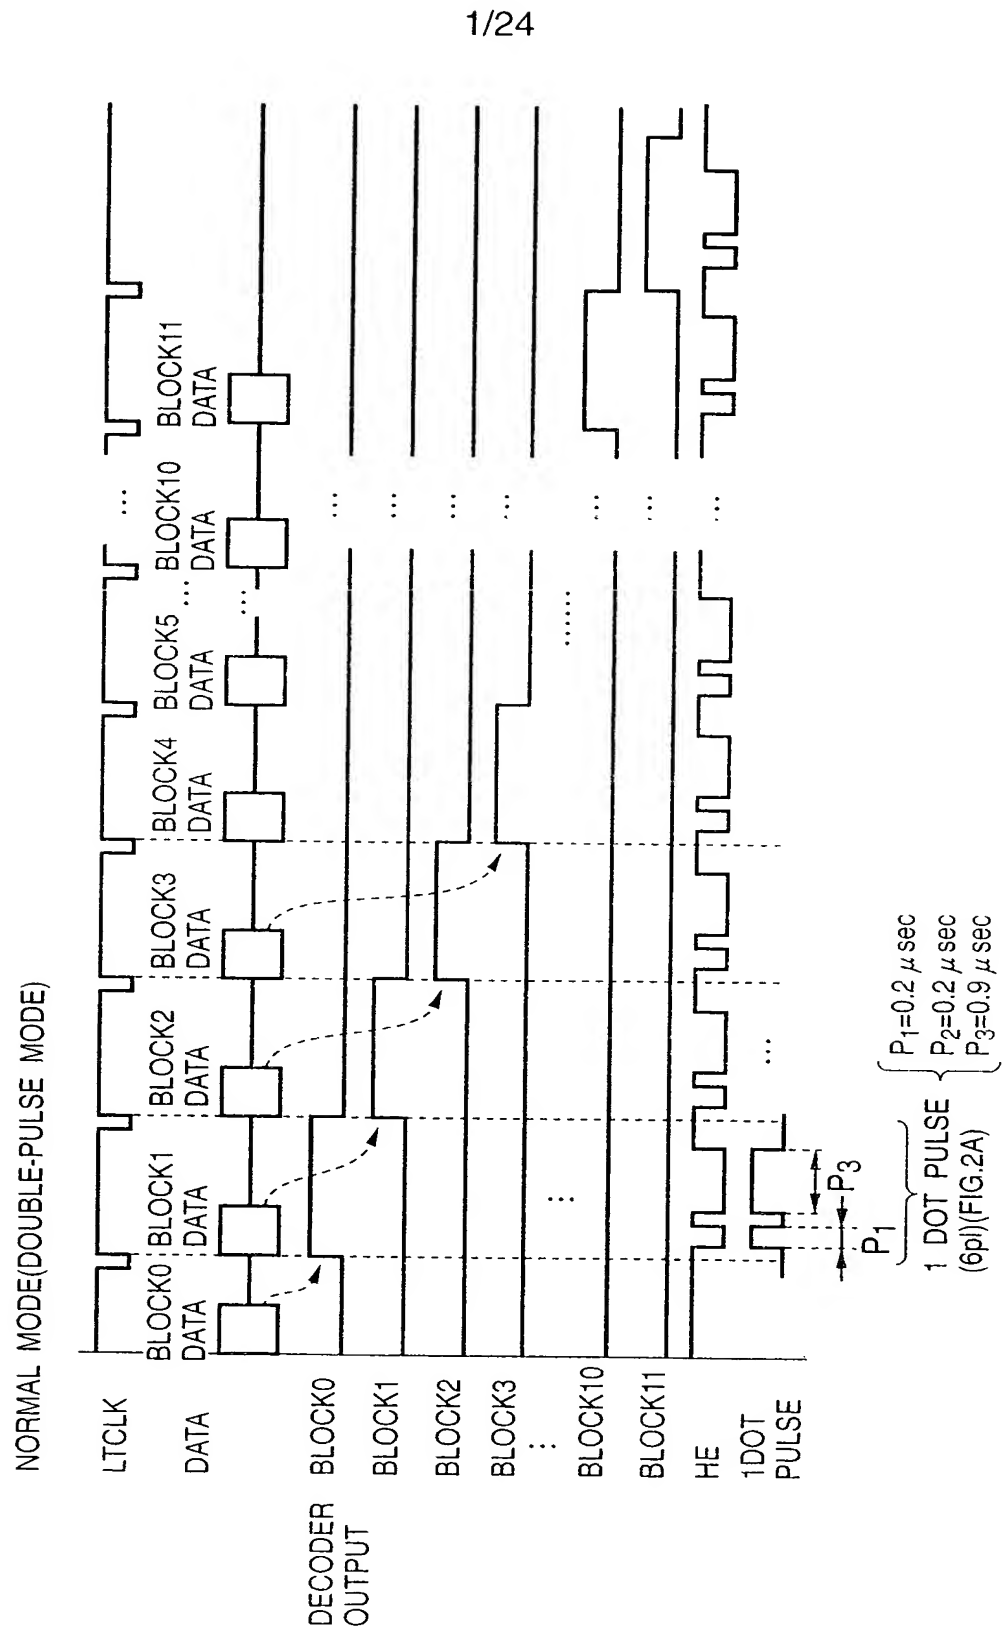 1/24
NORMAL MODE(DOUBLE-PULSE MODE)
LTCLK
...
DATA
BLOCK0
DATA
BLOCK1
DATA
BLOCK2
DATA
BLOCK3
DATA
BLOCK4
DATA
BLOCK5
DATA
....
....
BLOCK10
DATA
BLOCK11
DATA
DECODER
OUTPUT
BLOCK0
...
BLOCK1
...
BLOCK2
...
BLOCK3
...
...
......
BLOCK10
...
...
BLOCK11
...
HE
...
1DOT
PULSE
...
P1
P3
1 DOT PULSE
(6pl)(FIG.2A)
P1=0.2 μsec
P2=0.2 μsec
P3=0.9 μsec